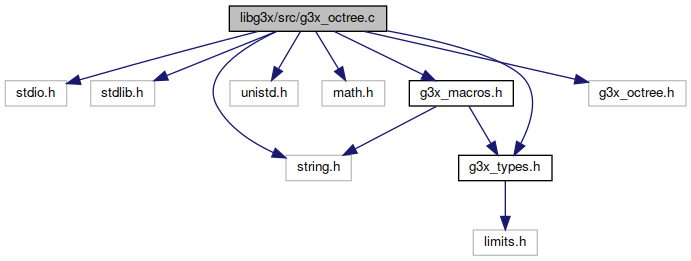 libg3x/src/g3x_octree.c
stdio.h
stdlib.h
unistd.h
math.h
g3x_macros.h
g3x_octree.h
string.h
g3x_types.h
limits.h